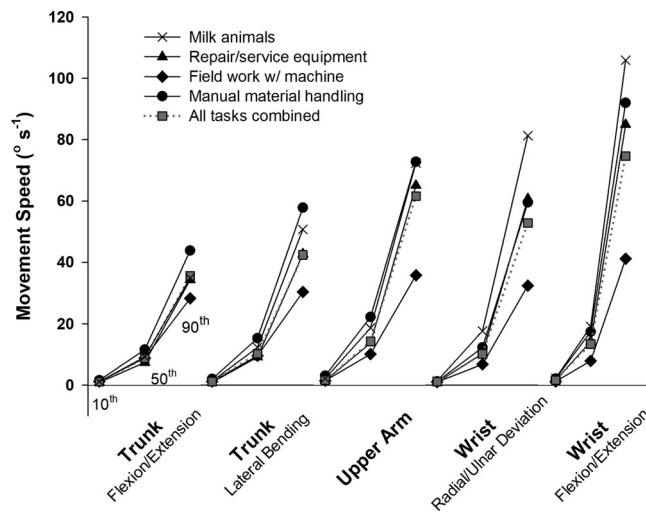 120
100
80
60
40
20
0
Movement Speed (° s⁻¹)
Milk animals
Repair/service equipment
Field work w/ machine
Manual material handling
All tasks combined
10th
50th
90th
Trunk
Flexion/Extension
Trunk
Lateral Bending
Upper Arm
Wrist
Radial/Ulnar Deviation
Wrist
Flexion/Extension